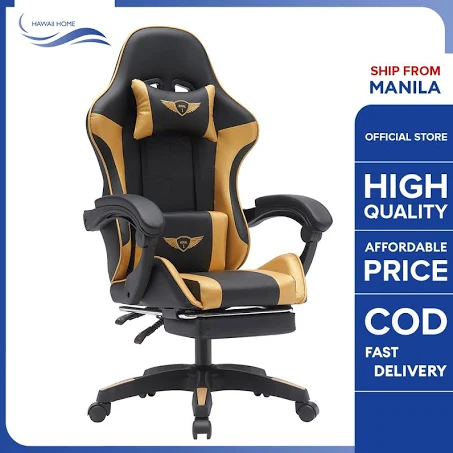 HAWAII HOME
SHIP FROM
MANILA
OFFICIAL STORE
HIGH
QUALITY
AFFORDABLE
PRICE
COD
FAST
DELIVERY